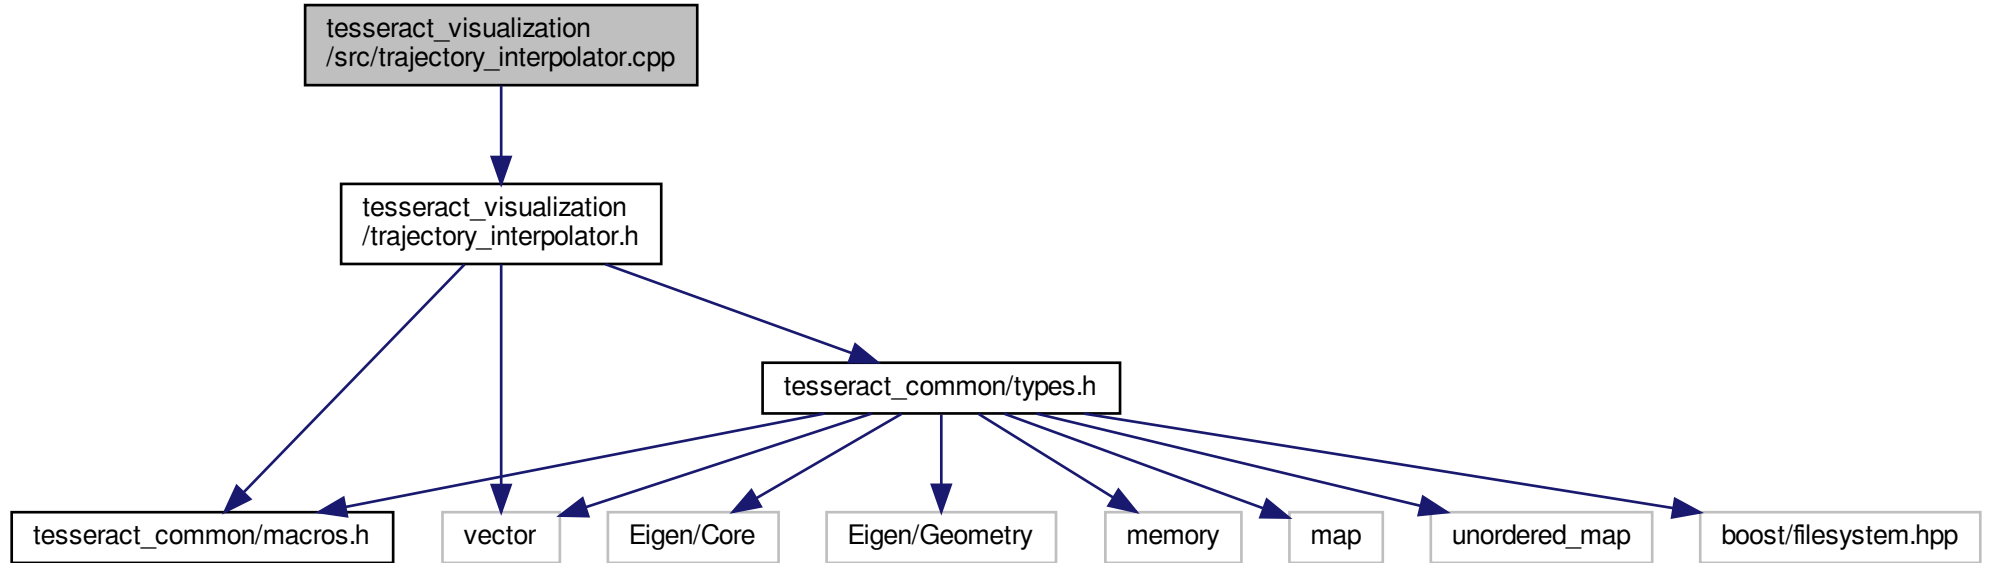 tesseract_visualization
/src/trajectory_interpolator.cpp
tesseract_visualization
/trajectory_interpolator.h
tesseract_common/types.h
tesseract_common/macros.h
vector
Eigen/Core
Eigen/Geometry
memory
map
unordered_map
boost/filesystem.hpp